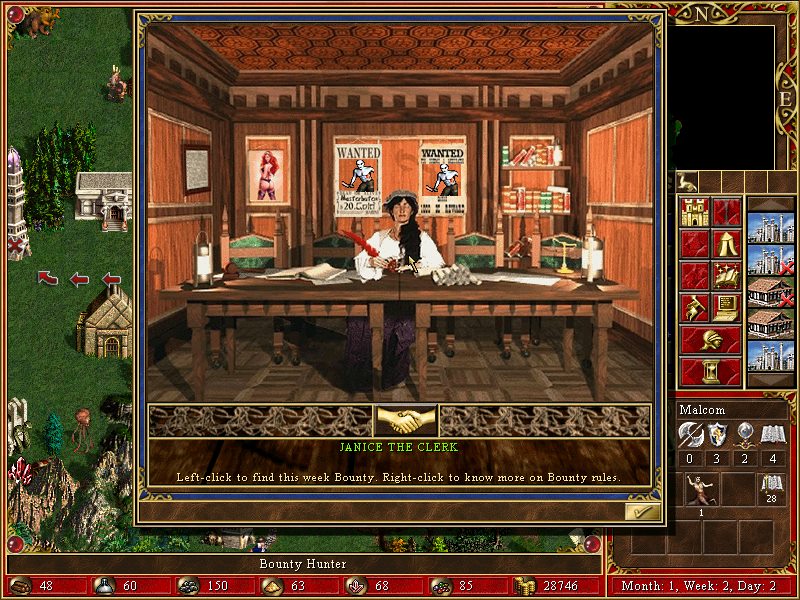 N
E
WANTED
WANTED
$20.Gold
Malcom
0 3 2 4
28
1
JANICE THE CLERK
Left-click to find this week Bounty. Right-click to know more on Bounty rules.
Bounty Hunter
48 60 150 63 68 85 28746 Month: 1, Week: 2, Day: 2